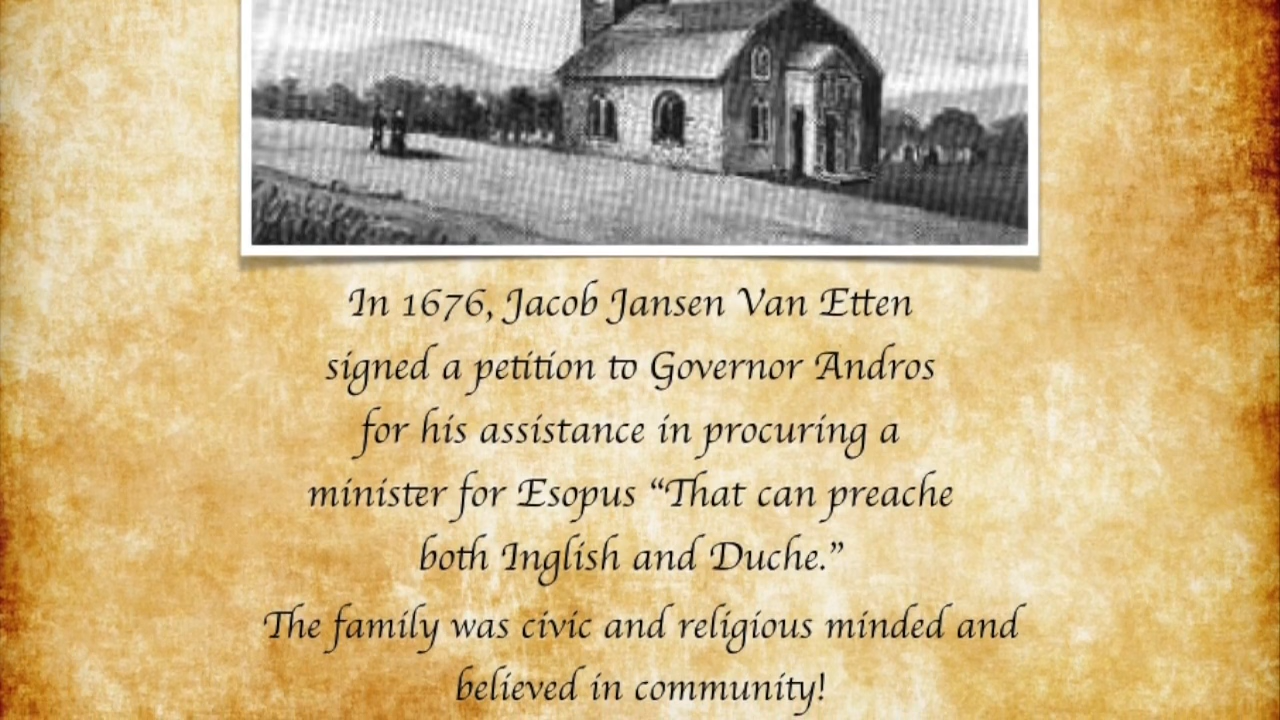 In 1676, Jacob Jansen Van Etten
signed a petition to Governor Andros
for his assistance in procuring a
minister for Esopus “That can preache
both Inglish and Duche.”
The family was civic and religious minded and
believed in community!